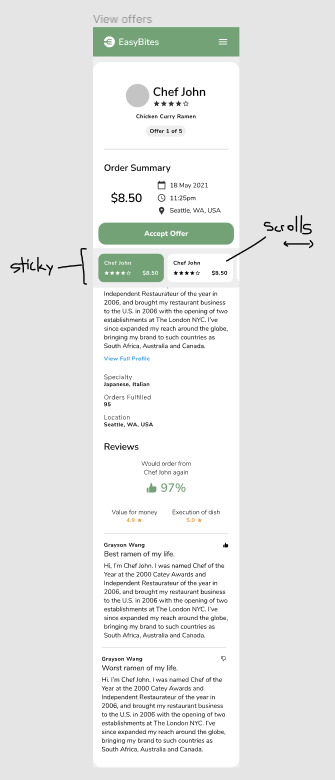 View offers
EasyBites
Chef John
Chicken Curry Ramen
Offer 1 of 5
Order Summary
$8.50
18 May 2021
11:25pm
Seattle, WA, USA
Accept Offer
scrolls
sticky
Chef John
$8.50
Chef John
$8.50
Independent Restaurateur of the year in
2006, and brought my restaurant business
to the U.S. in 2006 with the opening of two
establishments at The London NYC. I've
since expanded my reach around the globe,
bringing my brand to such countries as
South Africa, Australia and Canada.
View Full Profile
Specialty
Japanese, Italian
Orders Fulfilled
95
Location
Seattle, WA, USA
Reviews
Would order from
Chef John again
97%
Value for money
4.9 ★
Execution of dish
5.0 ★
Grayson Wang
Best ramen of my life.
Hi, I'm Chef John. I was named Chef of the
Year at the 2000 Catey Awards and
Independent Restaurateur of the year in
2006, and brought my restaurant business
to the U.S. in 2006 with the opening of two
establishments at The London NYC. I've
since expanded my reach around the globe,
bringing my brand to such countries as
South Africa, Australia and Canada.
Grayson Wang
Worst ramen of my life.
Hi, I'm Chef John. I was named Chef of the
Year at the 2000 Catey Awards and
Independent Restaurateur of the year in
2006, and brought my restaurant business
to the U.S. in 2006 with the opening of two
establishments at The London NYC. I've
since expanded my reach around the globe,
bringing my brand to such countries as
South Africa, Australia and Canada.